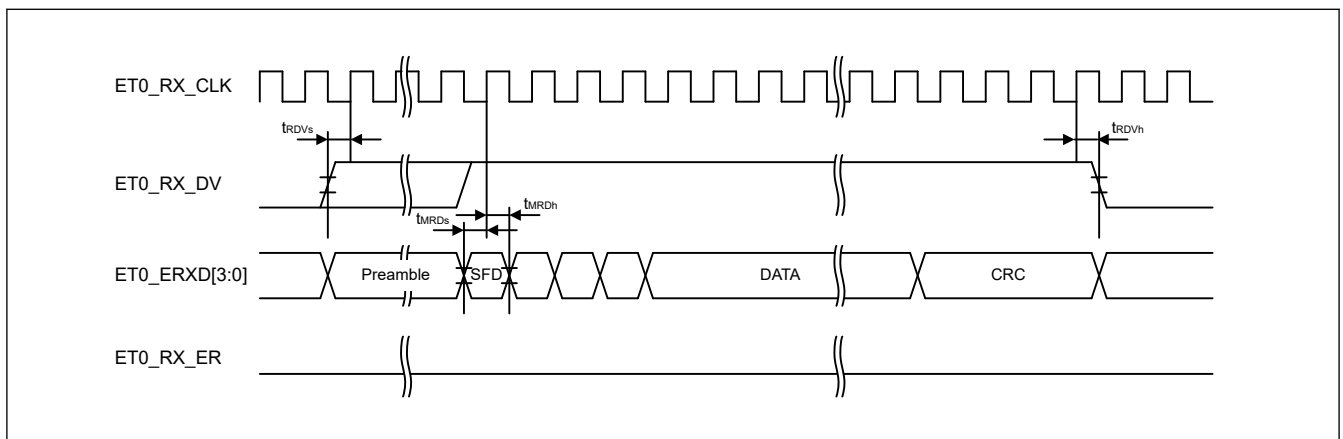 ET0_RX_CLK
tRDVs
tRDVh
ET0_RX_DV
tMRDs
tMRDh
ET0_ERXD[3:0]
Preamble
SFD
DATA
CRC
ET0_RX_ER